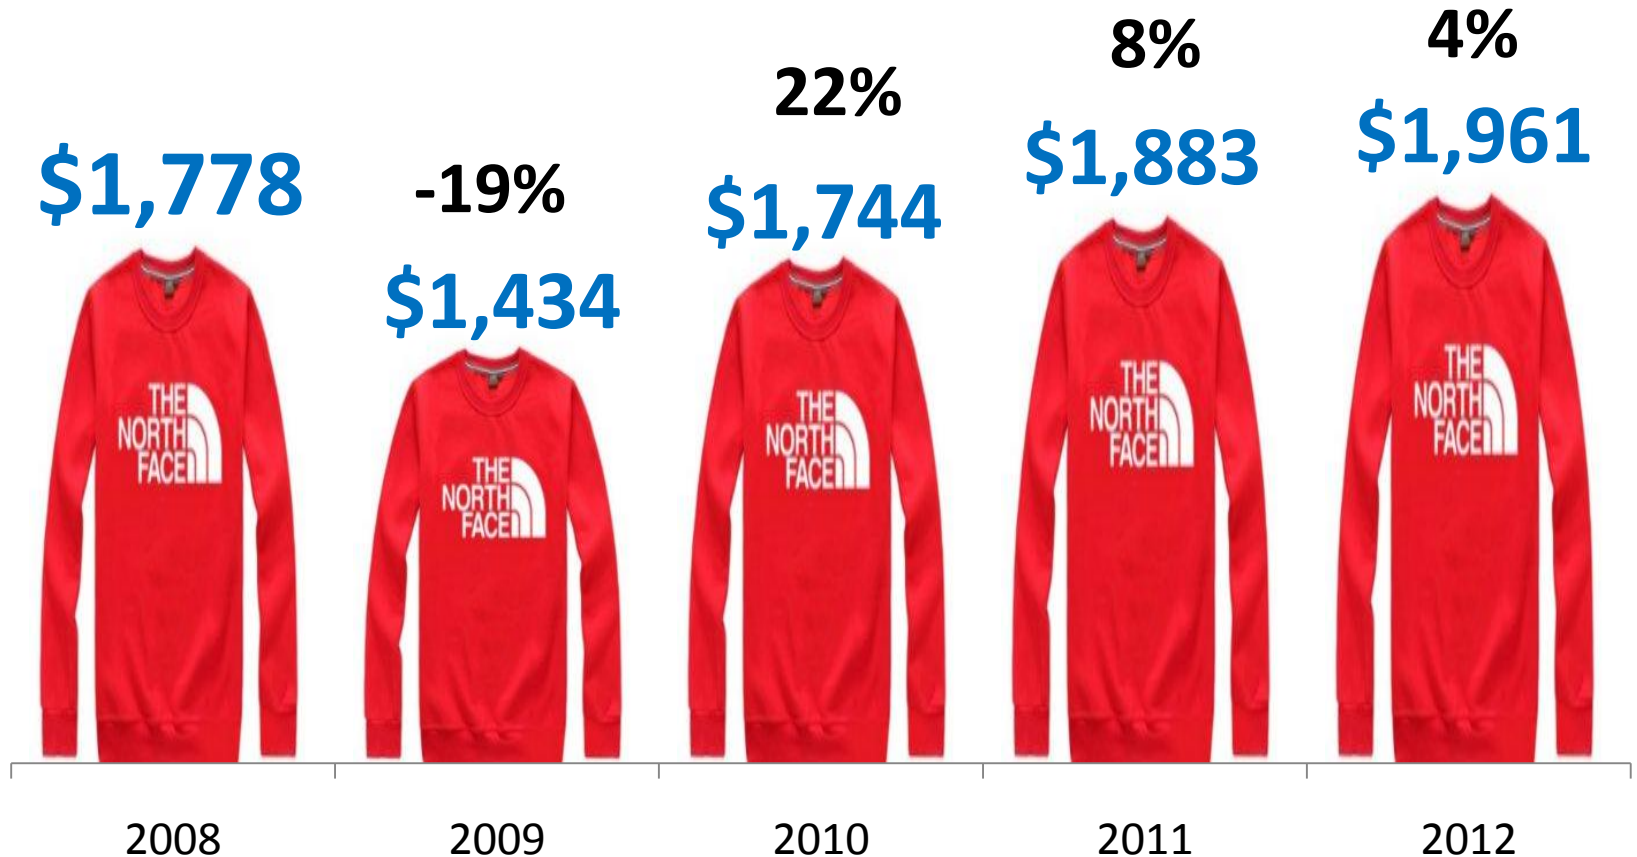 $1,778
-19%
$1,434
22%
$1,744
8%
$1,883
4%
$1,961
THE
NORTH
FACE
THE
NORTH
FACE
THE
NORTH
FACE
THE
NORTH
FACE
THE
NORTH
FACE
2008
2009
2010
2011
2012